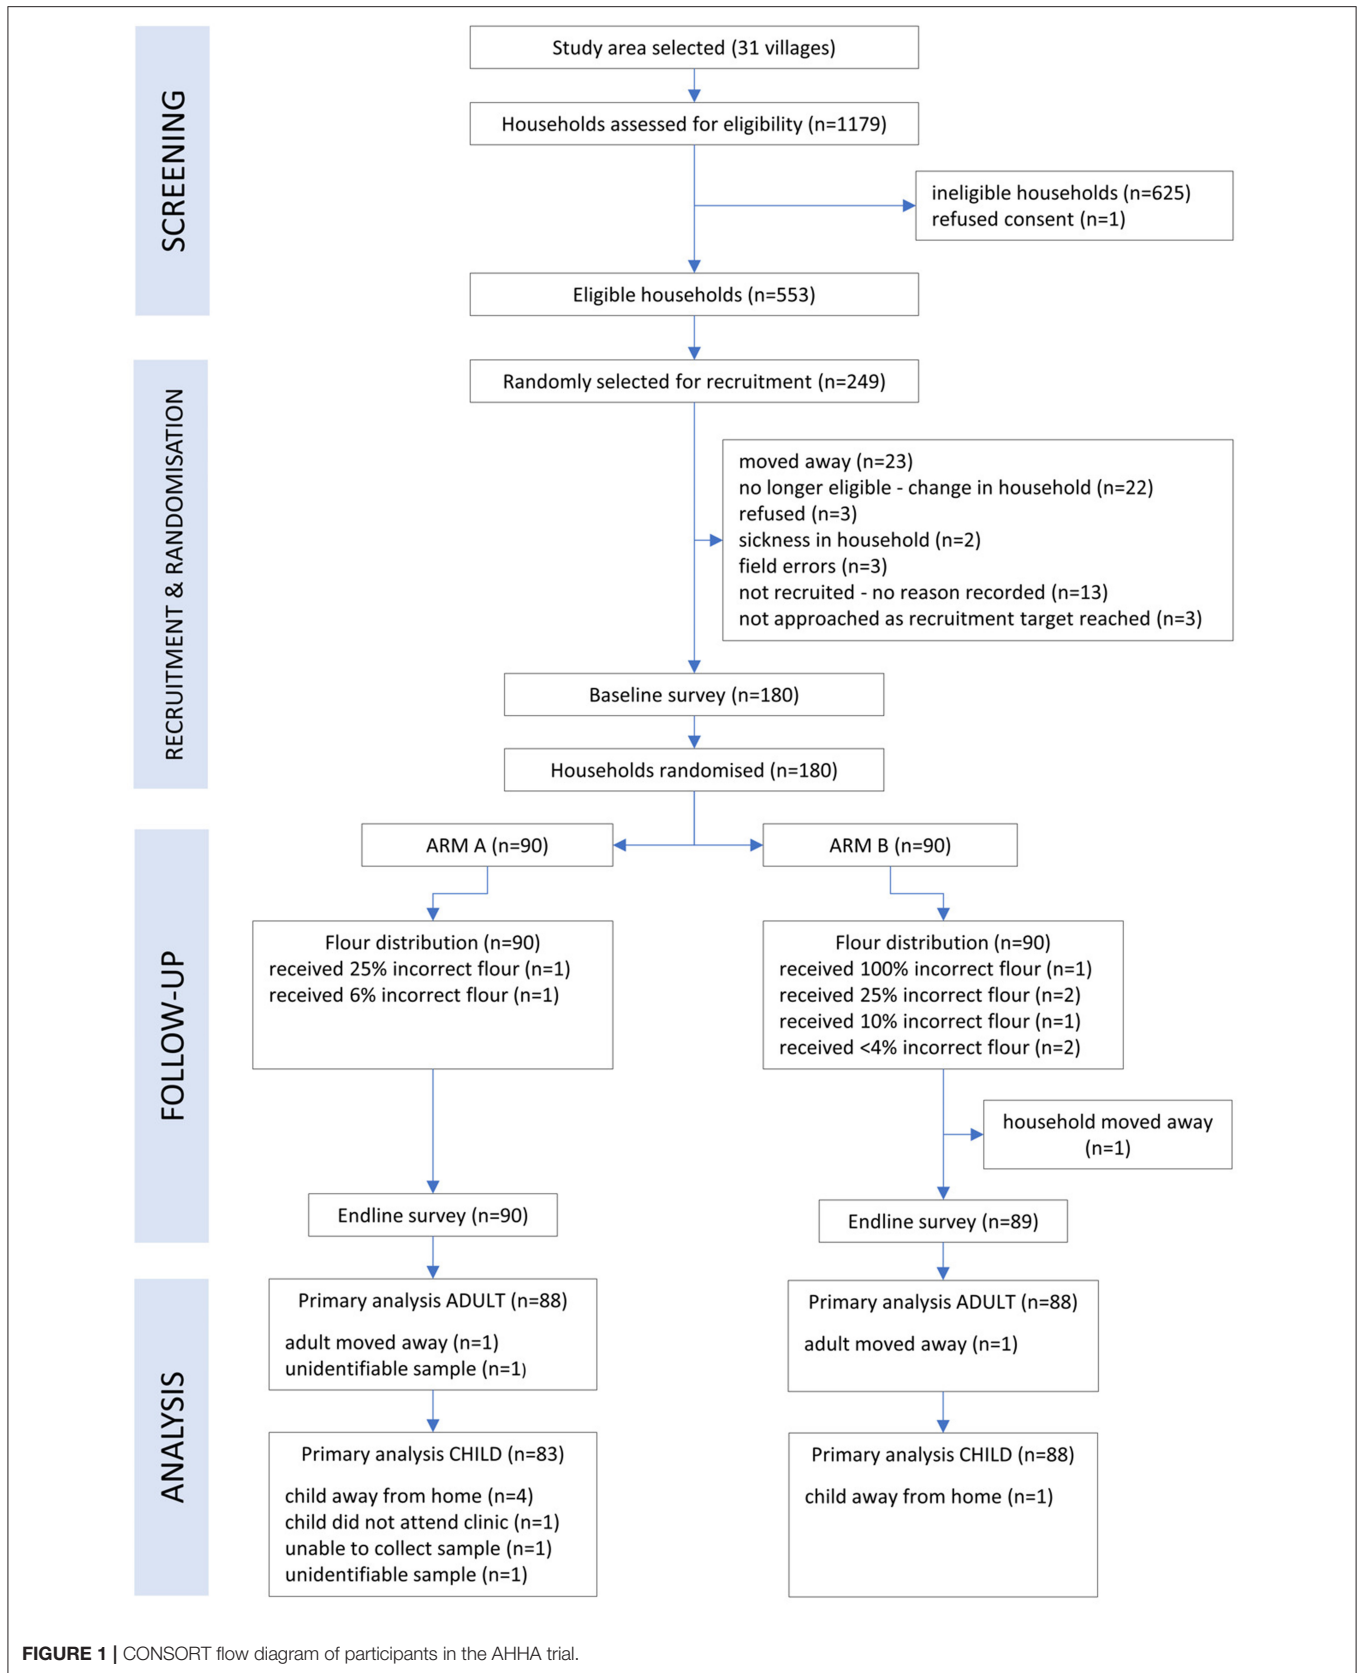 SCREENING
Study area selected (31 villages)
Households assessed for eligibility (n=1179)
ineligible households (n=625)
refused consent (n=1)
Eligible households (n=553)
RECRUITMENT & RANDOMISATION
Randomly selected for recruitment (n=249)
moved away (n=23)
no longer eligible - change in household (n=22)
refused (n=3)
sickness in household (n=2)
field errors (n=3)
not recruited - no reason recorded (n=13)
not approached as recruitment target reached (n=3)
Baseline survey (n=180)
Households randomised (n=180)
FOLLOW-UP
ARM A (n=90)
Flour distribution (n=90)
received 25% incorrect flour (n=1)
received 6% incorrect flour (n=1)
Endline survey (n=90)
ARM B (n=90)
Flour distribution (n=90)
received 100% incorrect flour (n=1)
received 25% incorrect flour (n=2)
received 10% incorrect flour (n=1)
received <4% incorrect flour (n=2)
household moved away
(n=1)
Endline survey (n=89)
ANALYSIS
Primary analysis ADULT (n=88)
adult moved away (n=1)
unidentifiable sample (n=1)
Primary analysis CHILD (n=83)
child away from home (n=4)
child did not attend clinic (n=1)
unable to collect sample (n=1)
unidentifiable sample (n=1)
Primary analysis ADULT (n=88)
adult moved away (n=1)
Primary analysis CHILD (n=88)
child away from home (n=1)
FIGURE 1 | CONSORT flow diagram of participants in the AHHA trial.